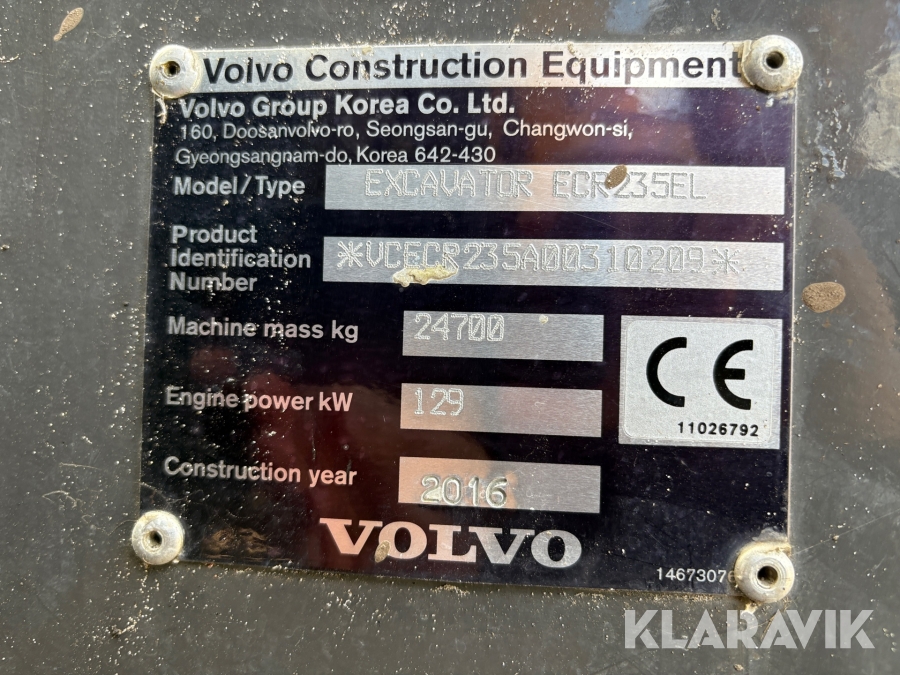 Volvo Construction Equipment
Volvo Group Korea Co. Ltd.
160, Doosanvolvo-ro, Seongsan-gu, Changwon-si,
Gyeongsangnam-do, Korea 642-430
Model/Type EXCAVATOR ECR235EL
Product
Identification
Number
*VCECR235A00310209*
Machine mass kg 24700
Engine power kW 129
CE
11026792
Construction year 2016
VOLVO
KLARAVIK